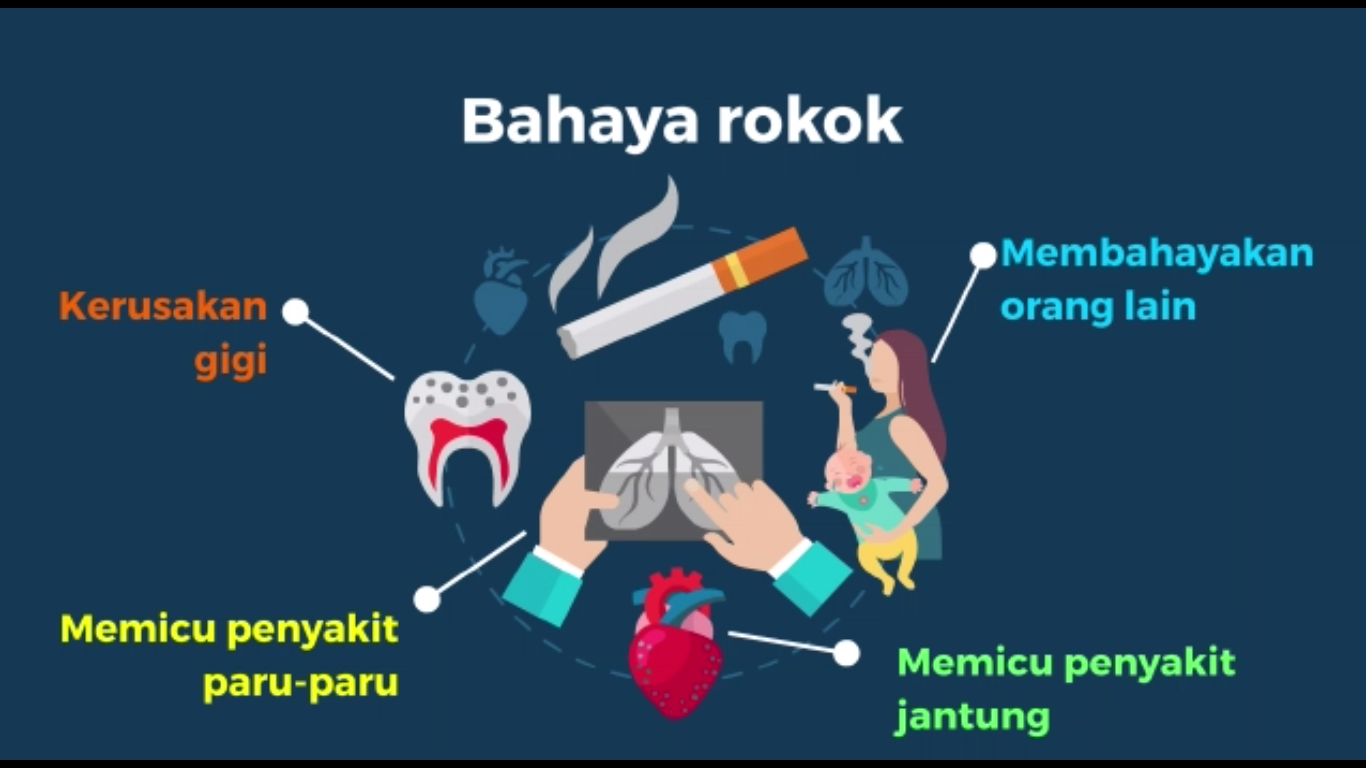 Bahaya rokok
Kerusakan
gigi
Membahayakan
orang lain
Memicu penyakit
paru-paru
Memicu penyakit
jantung